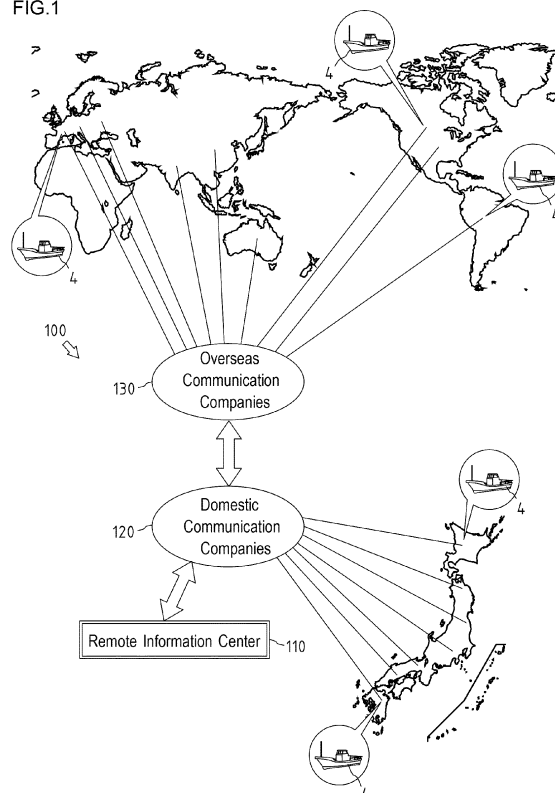 FIG.1
4
4
4
100
130
Overseas
Communication
Companies
4
120
Domestic
Communication
Companies
Remote Information Center
110